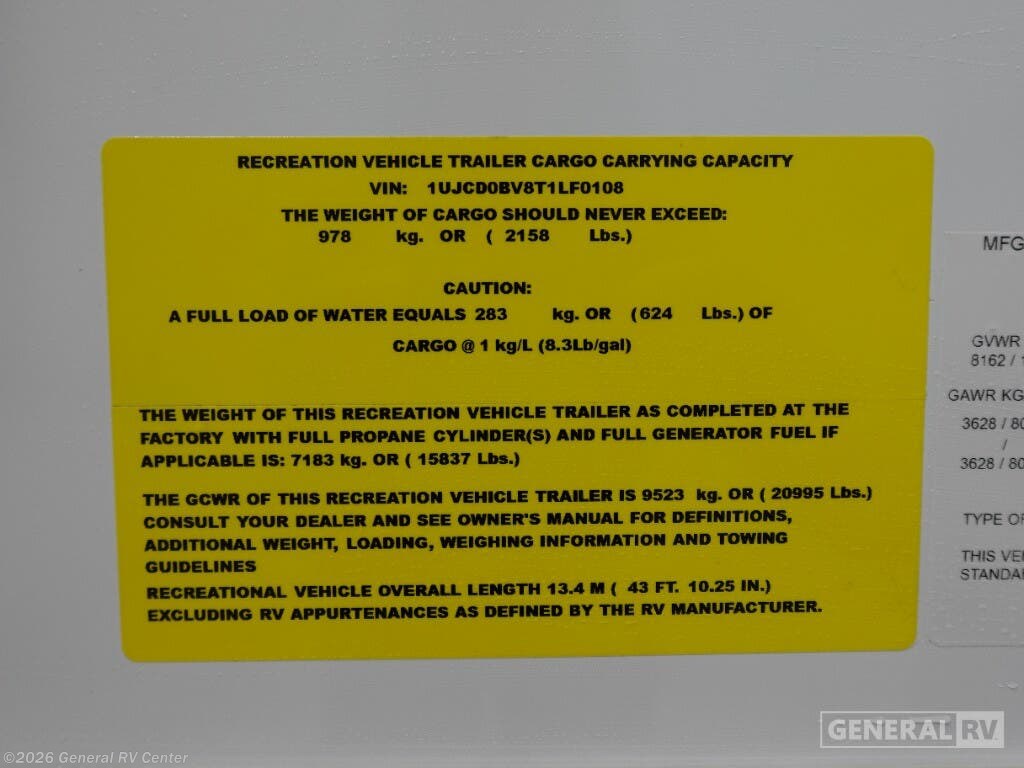 RECREATION VEHICLE TRAILER CARGO CARRYING CAPACITY
VIN: 1UJCD0BV8T1LF0108
THE WEIGHT OF CARGO SHOULD NEVER EXCEED:
978 kg. OR ( 2158 Lbs.)
CAUTION:
A FULL LOAD OF WATER EQUALS 283 kg. OR (624 Lbs.) OF
CARGO @ 1 kg/L (8.3Lb/gal)
THE WEIGHT OF THIS RECREATION VEHICLE TRAILER AS COMPLETED AT THE
FACTORY WITH FULL PROPANE CYLINDER(S) AND FULL GENERATOR FUEL IF
APPLICABLE IS: 7183 kg. OR ( 15837 Lbs.)
THE GCWR OF THIS RECREATION VEHICLE TRAILER IS 9523 kg. OR ( 20995 Lbs.)
CONSULT YOUR DEALER AND SEE OWNER'S MANUAL FOR DEFINITIONS,
ADDITIONAL WEIGHT, LOADING, WEIGHING INFORMATION AND TOWING
GUIDELINES
RECREATIONAL VEHICLE OVERALL LENGTH 13.4 M ( 43 FT. 10.25 IN.)
EXCLUDING RV APPURTENANCES AS DEFINED BY THE RV MANUFACTURER.
MFG
GVWR
8162 / 1
GAWR KG
3628 / 80
/
3628 / 80
TYPE OF
THIS VEH
STANDA
GENERAL RV
©2026 General RV Center